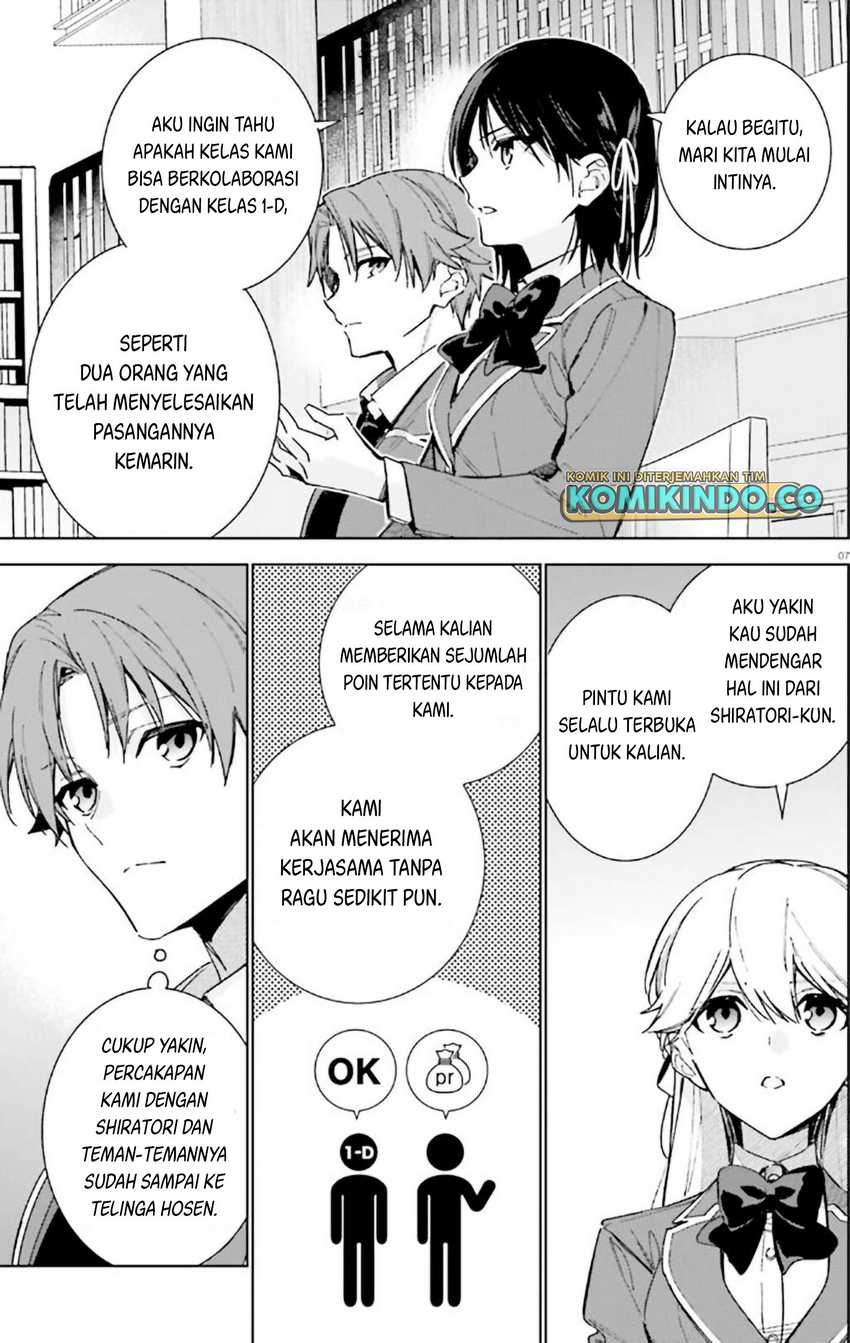 KALAU BEGITU,
MARI KITA MULAI
INTINYA.
AKU INGIN TAHU
APAKAH KELAS KAMI
BISA BERKOLABORASI
DENGAN KELAS 1-D,
SEPERTI
DUA ORANG YANG
TELAH MENYELESAIKAN
PASANGANNYA
KEMARIN.
KOMIK INI DITERJEMAHKAN TIM
KOMIKINDO.CO
07
AKU YAKIN
KAU SUDAH
MENDENGAR
HAL INI DARI
SHIRATORI-KUN.
PINTU KAMI
SELALU TERBUKA
UNTUK KALIAN.
SELAMA KALIAN
MEMBERIKAN SEJUMLAH
POIN TERTENTU KEPADA
KAMI.
KAMI
AKAN MENERIMA
KERJASAMA TANPA
RAGU SEDIKIT PUN.
OK
pr
1-D
CUKUP YAKIN,
PERCAKAPAN
KAMI DENGAN
SHIRATORI DAN
TEMAN-TEMANNYA
SUDAH SAMPAI KE
TELINGA HOSEN.